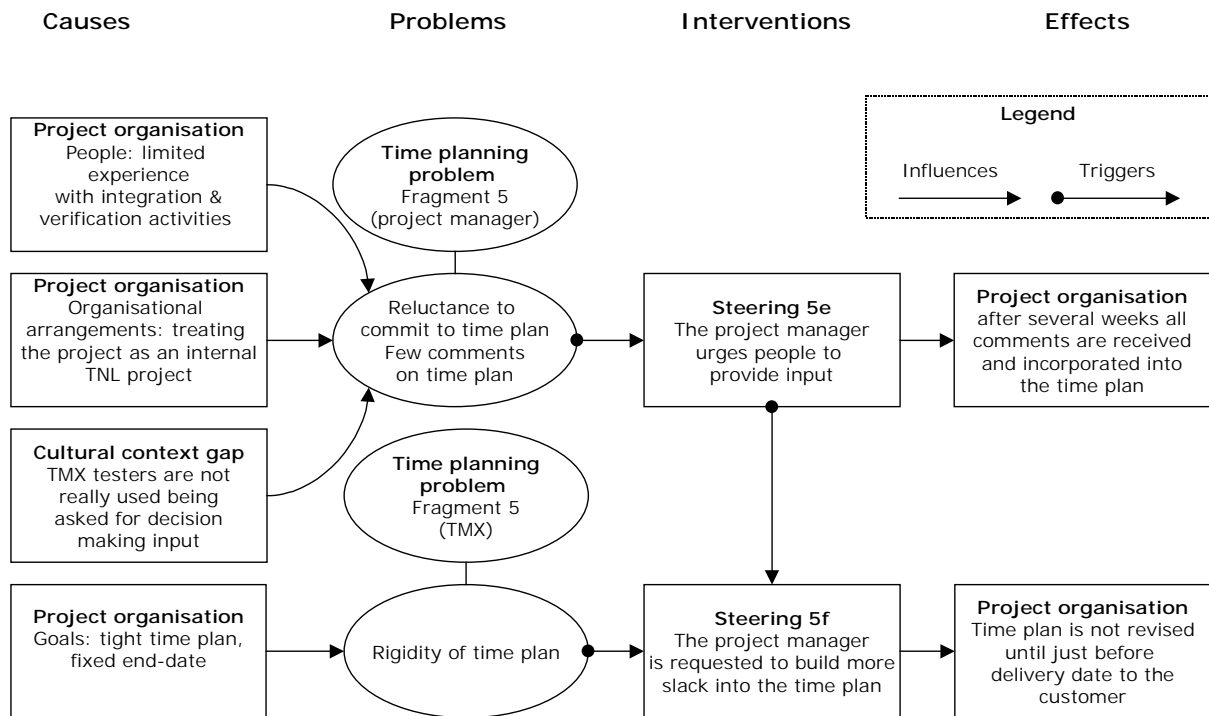 Causes
Problems
Interventions
Effects
Project organisation
People: limited
experience
with integration &
verification activities
Time planning
problem
Fragment 5
(project manager)
Legend
Influences
Triggers
Project organisation
Organisational
arrangements: treating
the project as an internal
TNL project
Reluctance to
commit to time plan
Few comments
on time plan
Steering 5e
The project manager
urges people to
provide input
Project organisation
after several weeks all
comments are received
and incorporated into
the time plan
Cultural context gap
TMX testers are not
really used being
asked for decision
making input
Time planning
problem
Fragment 5
(TMX)
Project organisation
Goals: tight time plan,
fixed end-date
Rigidity of time plan
Steering 5f
The project manager
is requested to build more
slack into the time plan
Project organisation
Time plan is not revised
until just before
delivery date to the
customer